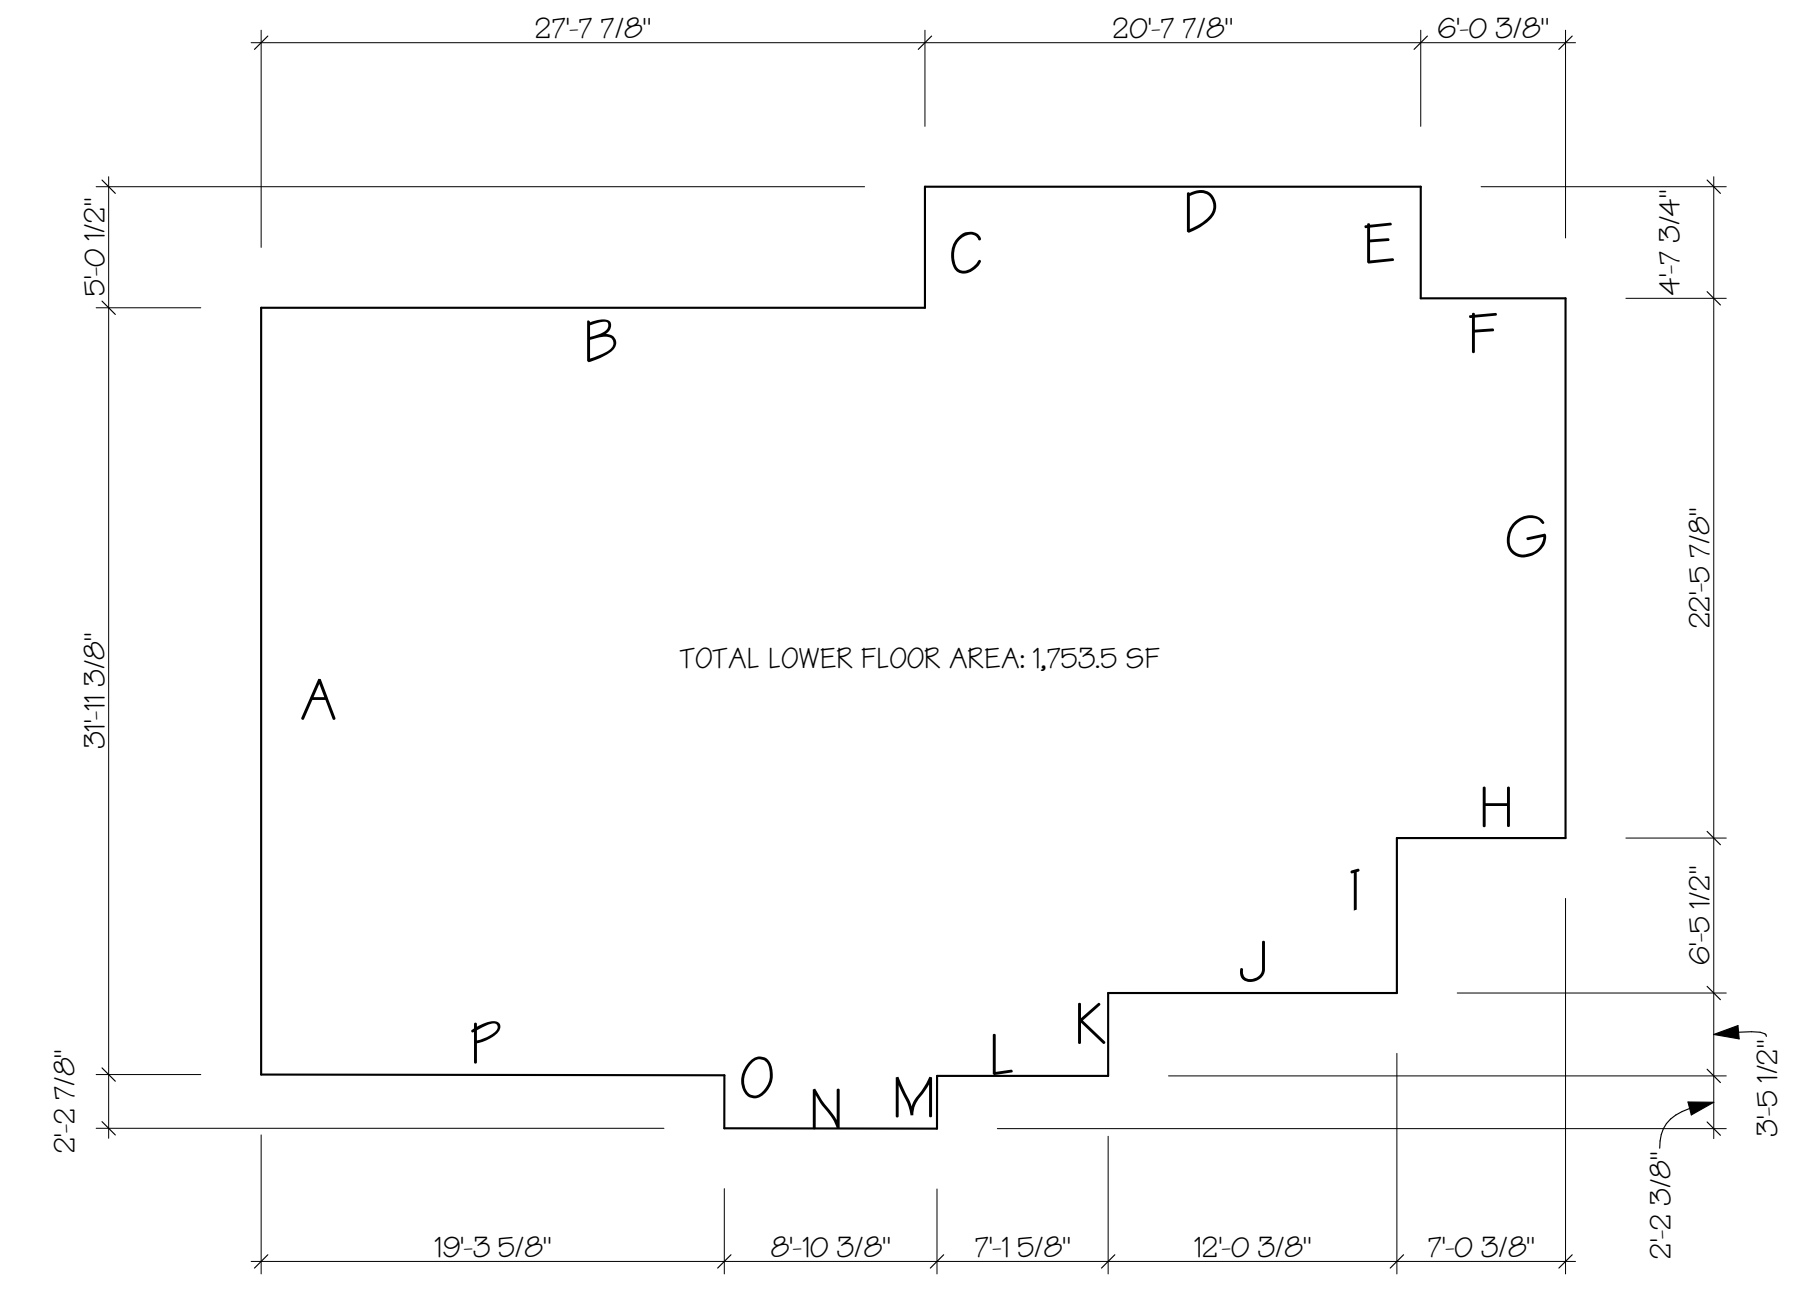 27'-7 7/8"
20'-7 7/8"
6'-0 3/8"
5'-0 1/2"
4'-7 3/4"
D
C
E
B
F
G
22'-5 7/8"
31'-11 3/8"
TOTAL LOWER FLOOR AREA: 1,753.5 SF
A
H
I
6'-5 1/2"
J
K
P
L
O
N
M
2'-2 7/8"
3'-5 1/2"
2'-2 3/8"
19'-3 5/8"
8'-10 3/8"
7'-1 5/8"
12'-0 3/8"
7'-0 3/8"